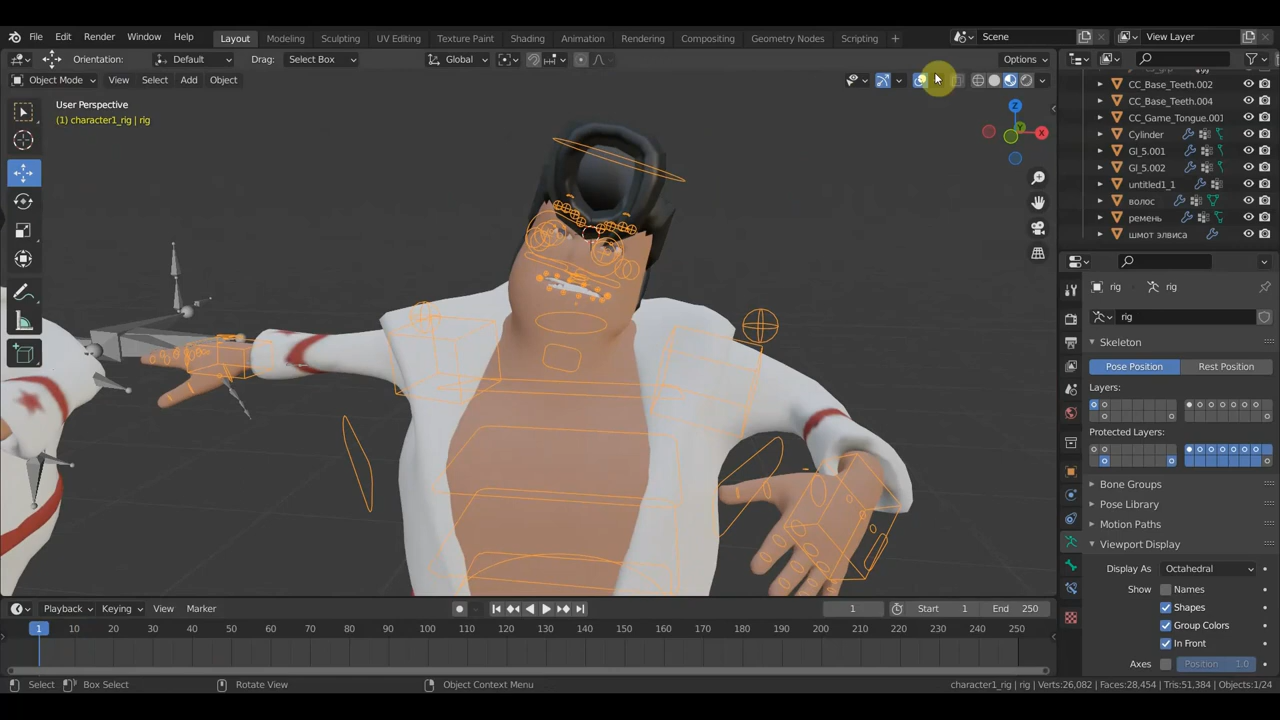 File Edit Render Window Help Layout Modeling Sculpting UV Editing Texture Paint Shading Animation Rendering Compositing Geometry Nodes Scripting + Scene View Layer
Orientation: Default Drag: Select Box Global Options
Object Mode View Select Add Object
User Perspective
(1) character1_rig | rig
Z
X
Y
CC_Base_Teeth.002
CC_Base_Teeth.004
CC_Game_Tongue.001
Cylinder
GI_5.001
GI_5.002
untitled1_1
волос
ремень
шмот элвиса
rig rig
rig
Skeleton
Pose Position Rest Position
Layers:
Protected Layers:
Bone Groups
Pose Library
Motion Paths
Viewport Display
Display As Octahedral
Show Names
Shapes
Group Colors
In Front
Axes Position 1.0
Playback Keying View Marker 1 Start 1 End 250
1 10 20 30 40 50 60 70 80 90 100 110 120 130 140 150 160 170 180 190 200 210 220 230 240 250
Select Box Select Rotate View Object Context Menu character1_rig | rig Verts:26,082 Faces:28,454 Tris:51,384 Objects:1/24